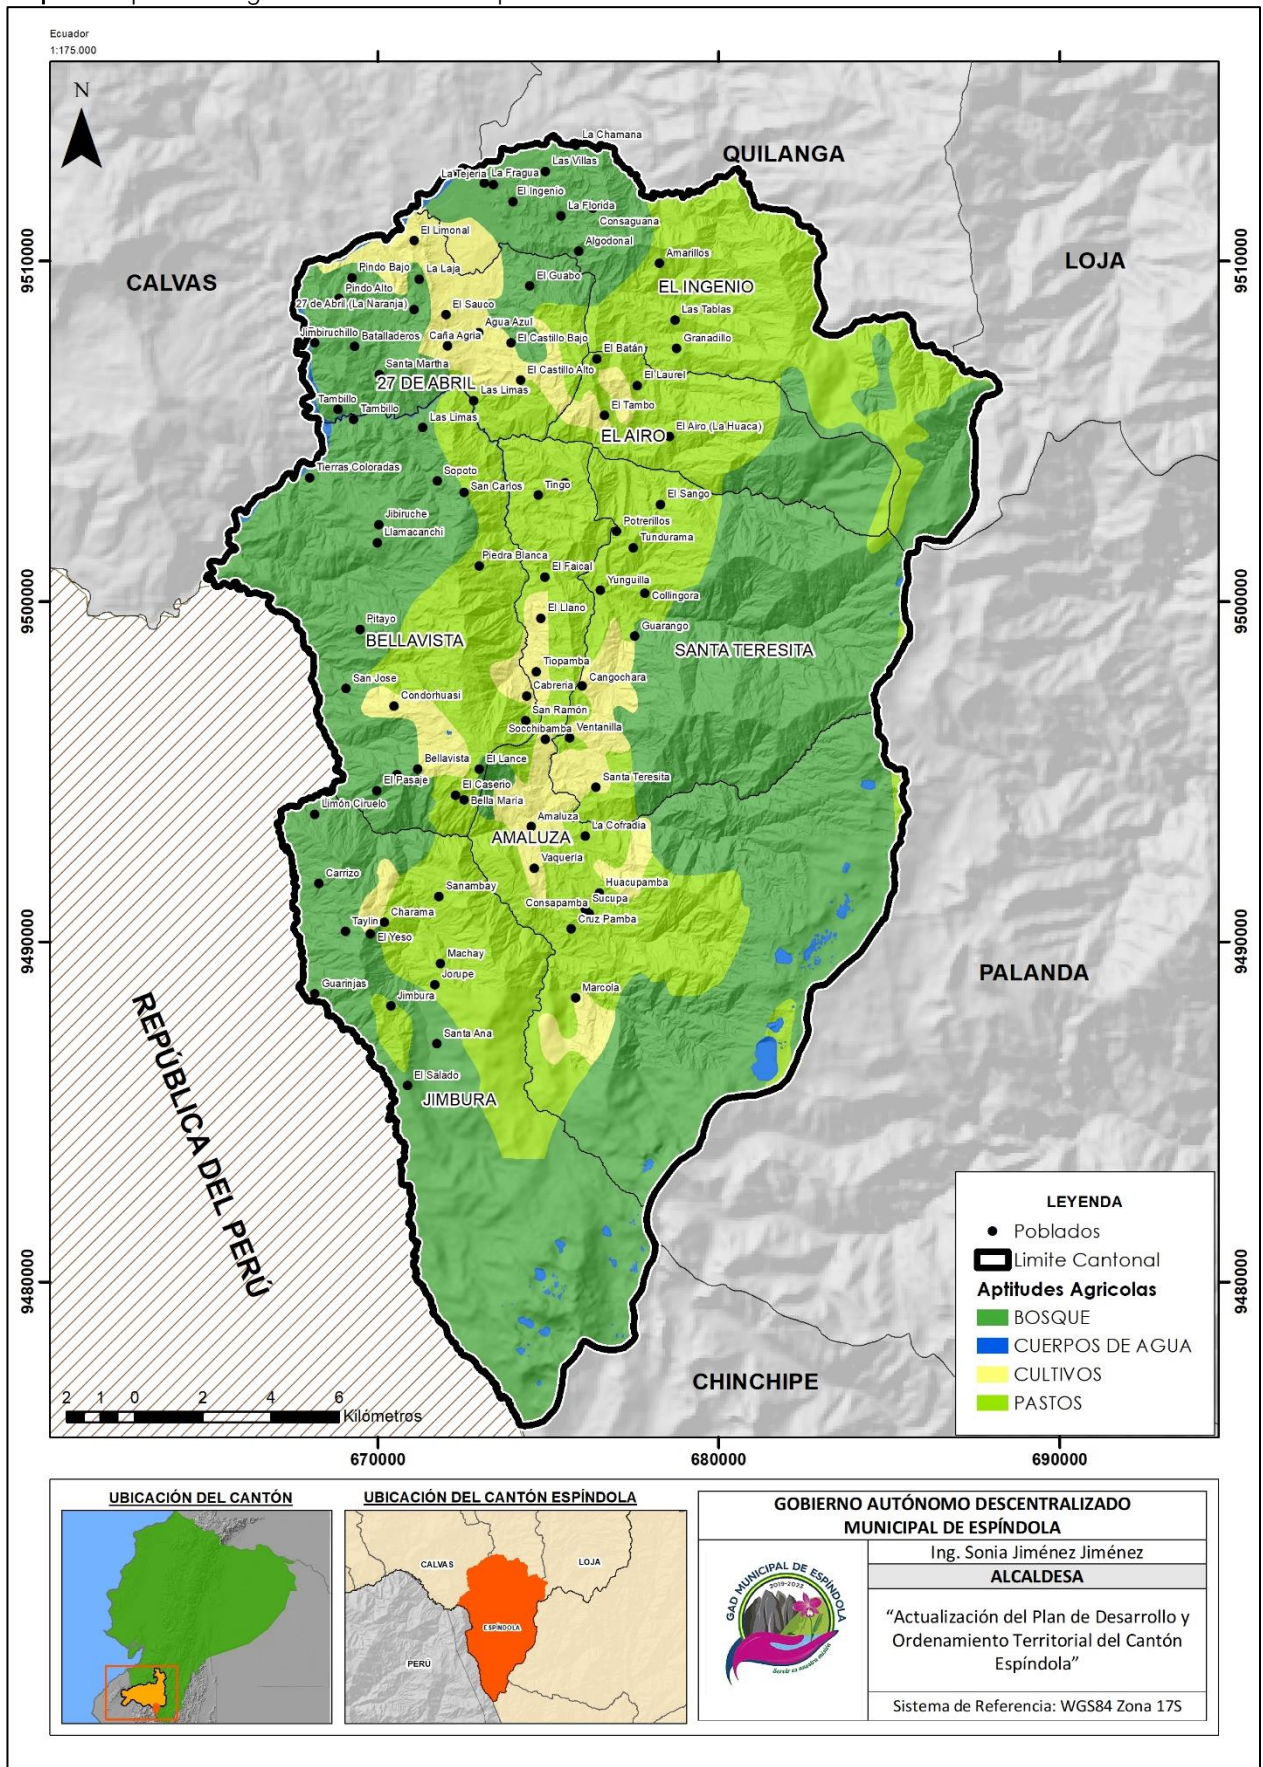 Ecuador
1:175.000
N
La Chamana
QUILANGA
Las Villas
La Tejeria
La Fragua
El Ingenio
La Florida
Consaguana
El Limonal
Algodonal
Amarillos
LOJA
CALVAS
Pindo Bajo
La Laja
El Guabo
EL INGENIO
Pindo Alto
27 de Abril (La Naranja)
El Sauco
Las Tablas
Agua Azul
Jimbiruchillo
Batalladeros
Caña Agria
El Castillo Bajo
Granadillo
El Batán
Santa Martha
27 DE ABRIL
El Castillo Alto
El Laurel
Las Limas
Tambillo
Tambillo
Las Limas
El Tambo
EL AIRO
El Airo (La Huaca)
Tierras Coloradas
Sopoto
San Carlos
Tingo
El Sango
Jibiruche
Potrerillos
Llamacanchi
Tundurama
Piedra Blanca
El Faical
Yunguilla
Collingora
El Llano
Pitayo
BELLAVISTA
Guarango
SANTA TERESITA
Tiopamba
San Jose
Condorhuasi
Cabreria
Cangochara
San Ramón
Socchibamba
Ventanilla
Bellavista
El Lance
El Pasaje
El Caserio
Santa Teresita
Limón Ciruelo
Bella Maria
Amaluza
AMALUZA
La Cofradia
Vaquería
Carrizo
Sanambay
Huacupamba
Consapamba
Sucupa
Taylin
Charama
Cruz Pamba
El Yeso
Machay
PALANDA
Guarinjas
Jorupe
Jimbura
Marcola
Santa Ana
El Salado
JIMBURA
REPÚBLICA DEL PERÚ
CHINCHIPE
9510000
9500000
9490000
9480000
9510000
9500000
9490000
9480000
2 1 0 2 4 6
Kilómetros
670000 680000 690000
LEYENDA
Poblados
Limite Cantonal
Aptitudes Agricolas
BOSQUE
CUERPOS DE AGUA
CULTIVOS
PASTOS
UBICACIÓN DEL CANTÓN
UBICACIÓN DEL CANTÓN ESPÍNDOLA
CALVAS
LOJA
ESPÍNDOLA
PERÚ
GOBIERNO AUTÓNOMO DESCENTRALIZADO
MUNICIPAL DE ESPÍNDOLA
GAD MUNICIPAL DE ESPÍNDOLA
2019-2023
Servir es nuestra misión
Ing. Sonia Jiménez Jiménez
ALCALDESA
“Actualización del Plan de Desarrollo y
Ordenamiento Territorial del Cantón
Espíndola”
Sistema de Referencia: WGS84 Zona 17S